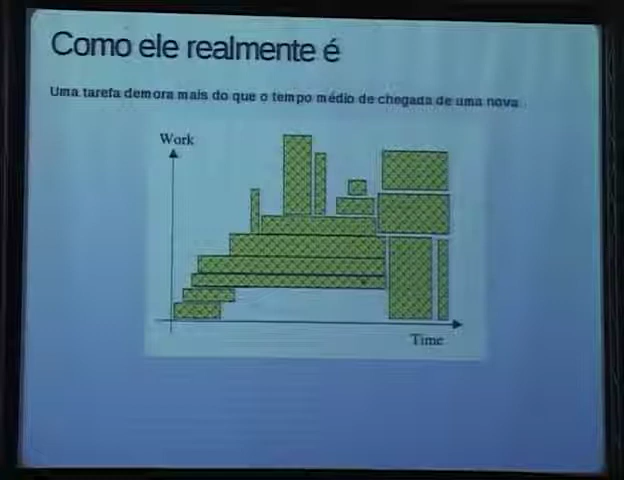 Como ele realmente é
Uma tarefa demora mais do que o tempo médio de chegada de uma nova
Work
Time